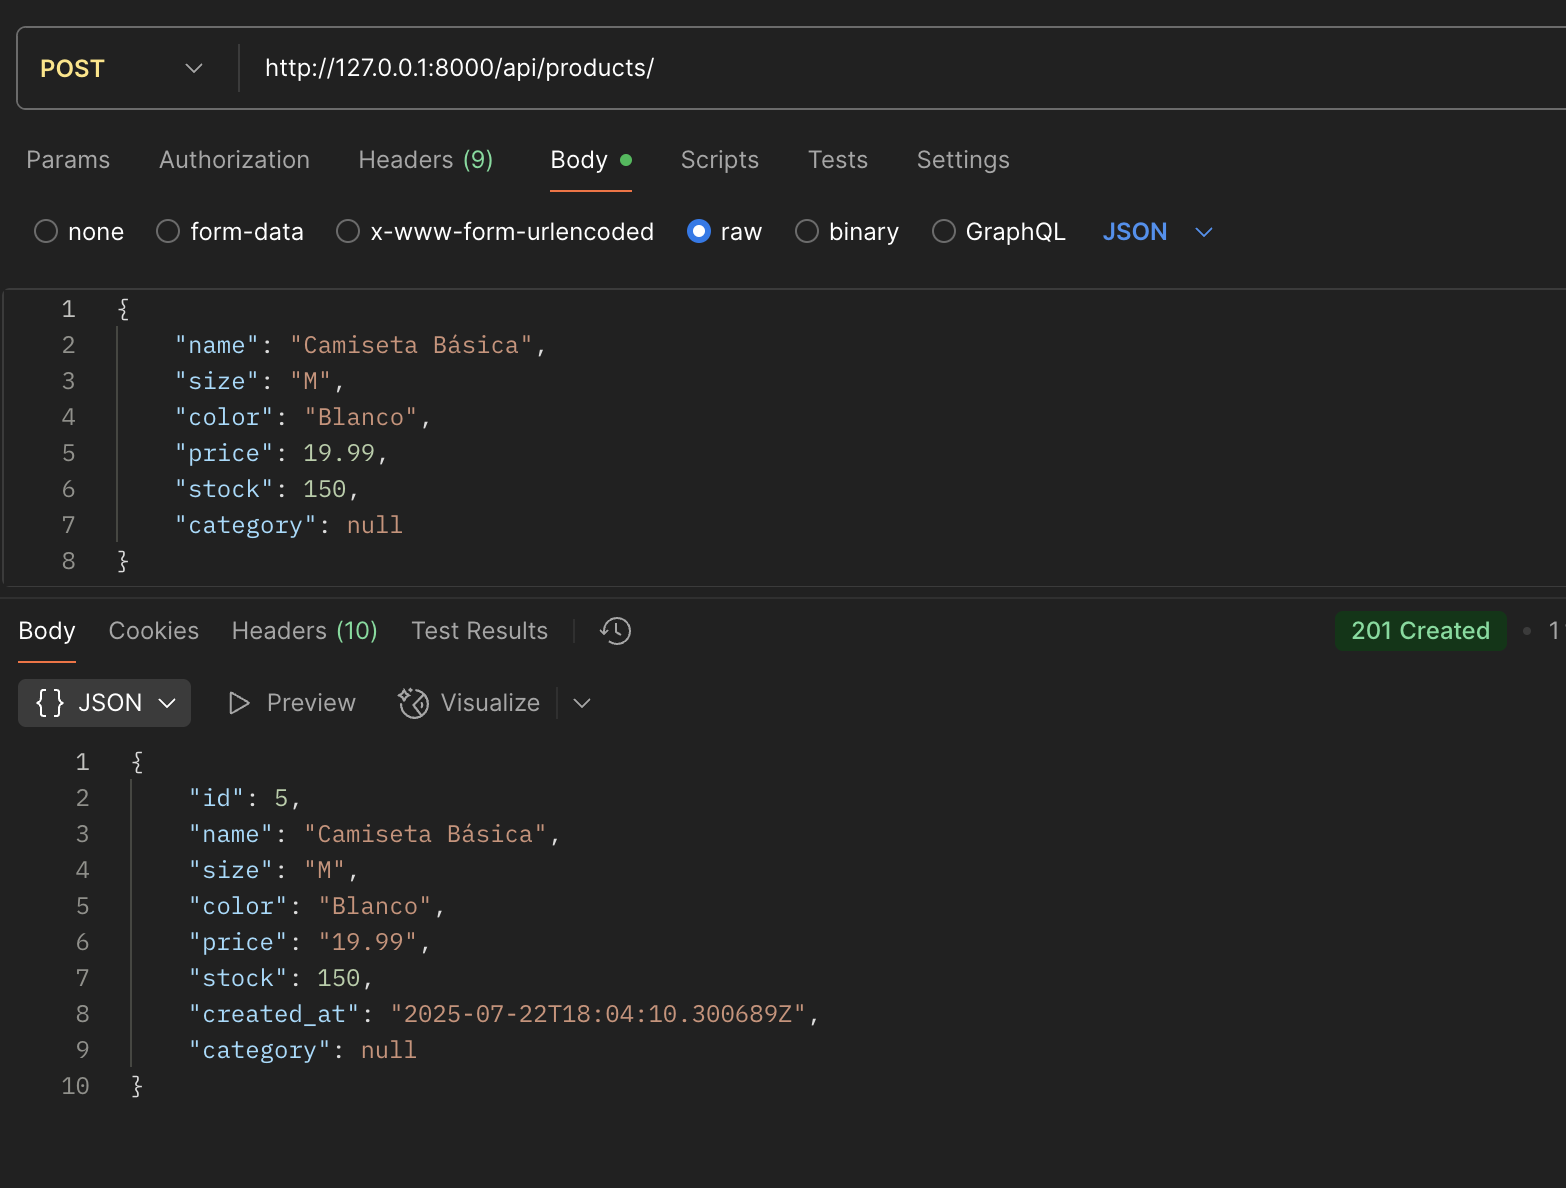 POST http://127.0.0.1:8000/api/products/
Params Authorization Headers (9) Body Scripts Tests Settings
none form-data x-www-form-urlencoded raw binary GraphQL JSON
1 {
2 "name": "Camiseta Básica",
3 "size": "M",
4 "color": "Blanco",
5 "price": 19.99,
6 "stock": 150,
7 "category": null
8 }
Body Cookies Headers (10) Test Results 201 Created
{} JSON Preview Visualize
1 {
2 "id": 5,
3 "name": "Camiseta Básica",
4 "size": "M",
5 "color": "Blanco",
6 "price": "19.99",
7 "stock": 150,
8 "created_at": "2025-07-22T18:04:10.300689Z",
9 "category": null
10 }